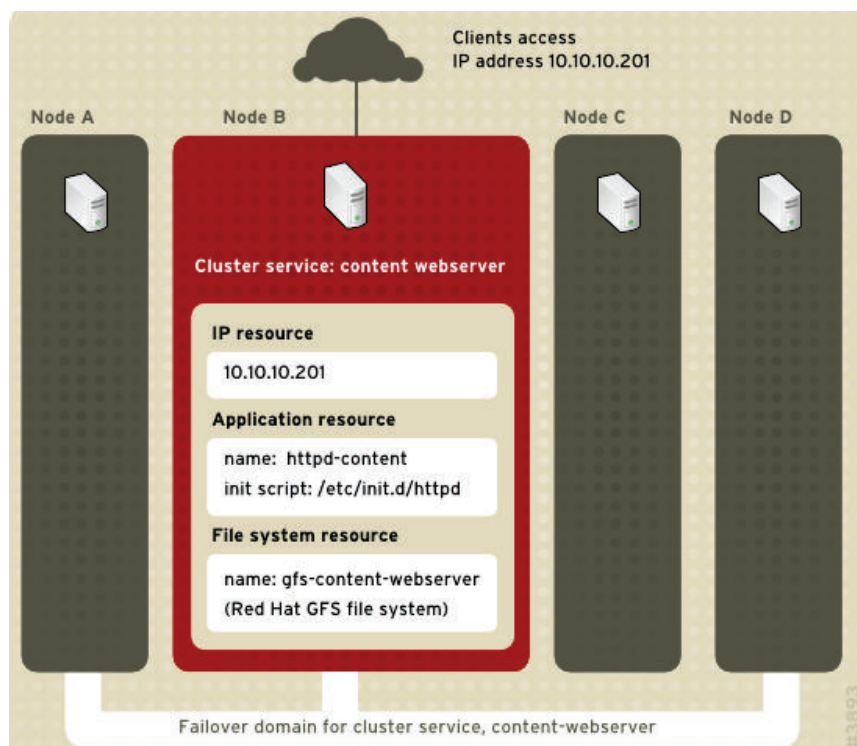 Clients access
IP address 10.10.10.201
Node A
Node B
Node C
Node D
Cluster service: content webserver
IP resource
10.10.10.201
Application resource
name: httpd-content
init script: /etc/init.d/httpd
File system resource
name: gfs-content-webserver
(Red Hat GFS file system)
Failover domain for cluster service, content-webserver
#3893